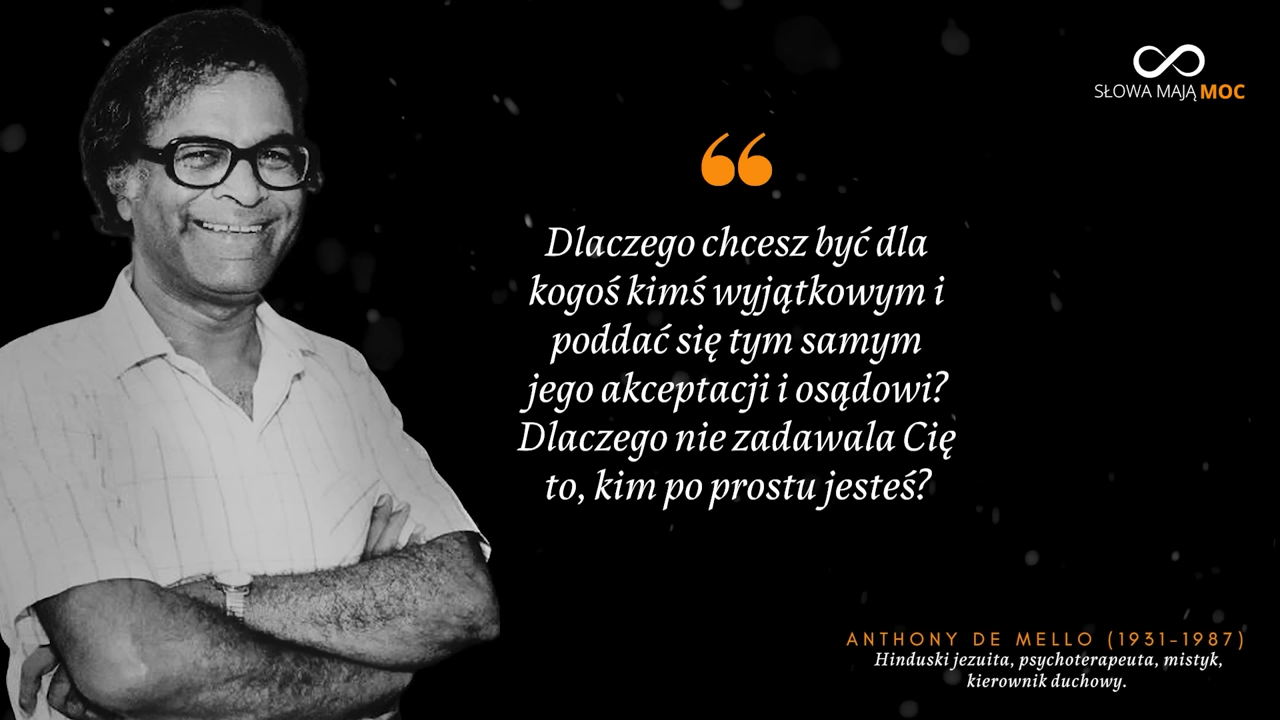 SŁOWA MAJĄ MOC
Dlaczego chcesz być dla
kogoś kimś wyjątkowym i
poddać się tym samym
jego akceptacji i osądowi?
Dlaczego nie zadawala Cię
to, kim po prostu jesteś?
ANTHONY DE MELLO (1931-1987)
Hinduski jezuita, psychoterapeuta, mistyk,
kierownik duchowy.